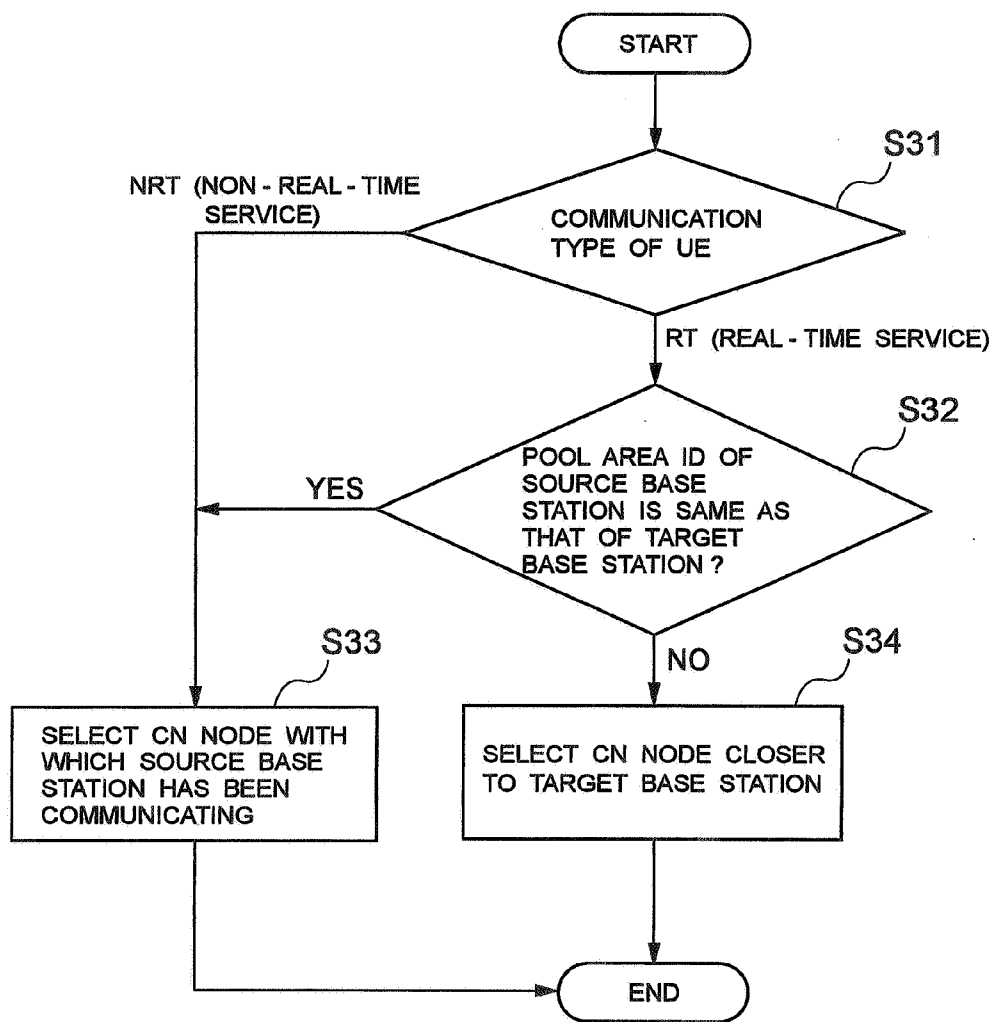 START
S31
NRT (NON-REAL-TIME
SERVICE)
COMMUNICATION
TYPE OF UE
RT (REAL-TIME SERVICE)
S32
POOL AREA ID OF
SOURCE BASE
STATION IS SAME AS
THAT OF TARGET
BASE STATION?
YES
NO
S33
SELECT CN NODE WITH
WHICH SOURCE BASE
STATION HAS BEEN
COMMUNICATING
S34
SELECT CN NODE CLOSER
TO TARGET BASE STATION
END